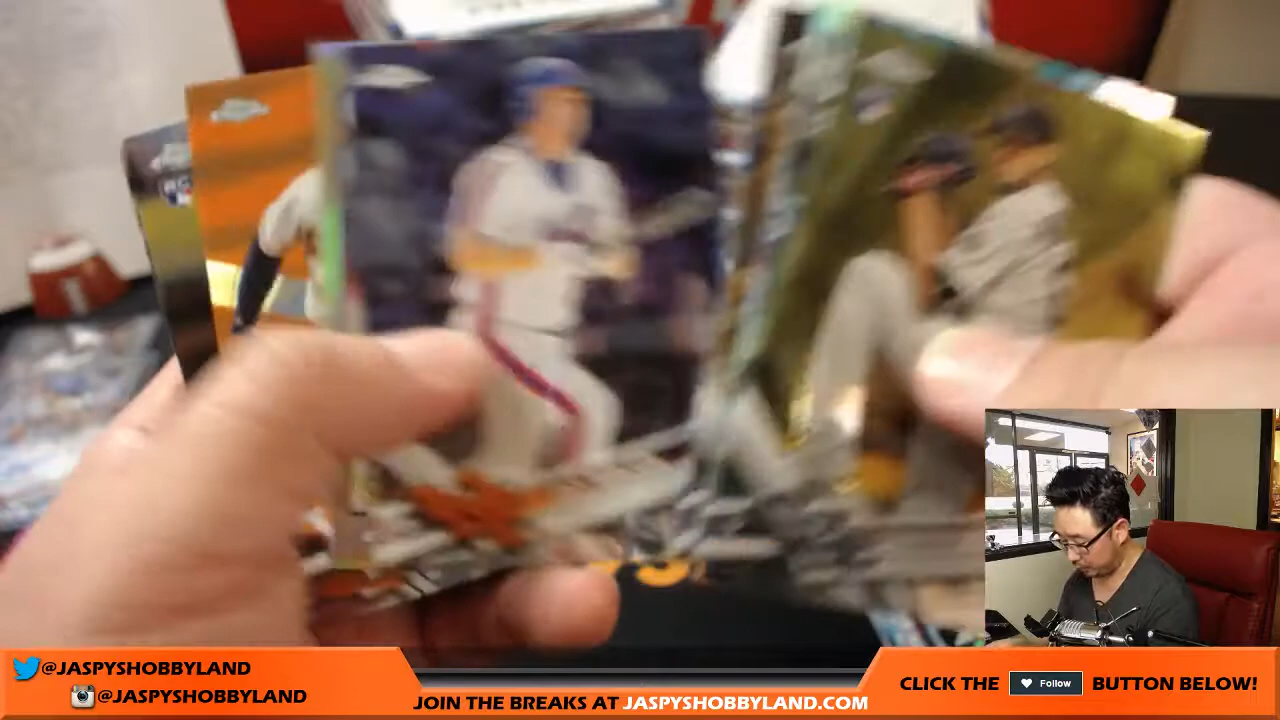 @JASPYSHOBBYLAND
@JASPYSHOBBYLAND
JOIN THE BREAKS AT JASPYSHOBBYLAND.COM
CLICK THE Follow BUTTON BELOW!